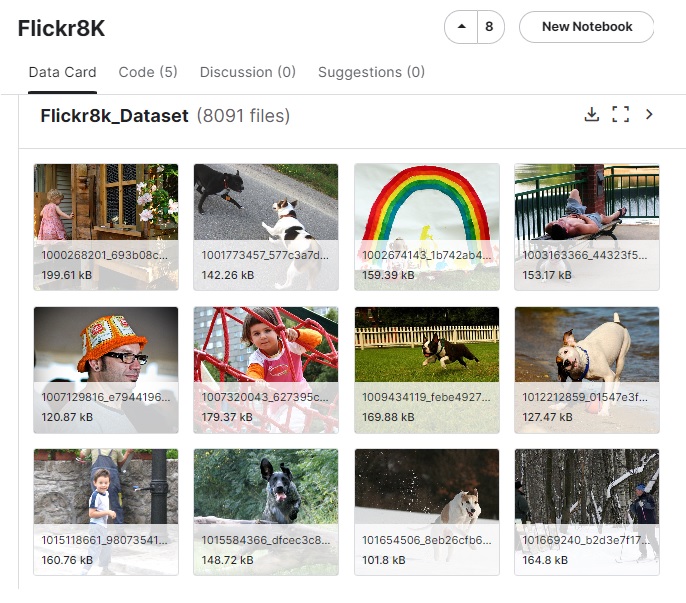 Flickr8K
8
New Notebook
Data Card
Code (5)
Discussion (0)
Suggestions (0)
Flickr8k_Dataset (8091 files)
1000268201_693b08c...
199.61 kB
1001773457_577c3a7d...
142.26 kB
1002674143_1b742ab4...
159.39 kB
1003163366_44323f5...
153.17 kB
1007129816_e7944196...
120.87 kB
1007320043_627395c...
179.37 kB
1009434119_febe4927...
169.88 kB
1012212859_01547e3f...
127.47 kB
1015118661_98073541...
160.76 kB
1015584366_dfcec3c8...
148.72 kB
101654506_8eb26cfb6...
101.8 kB
101669240_b2d3e7f17...
164.8 kB